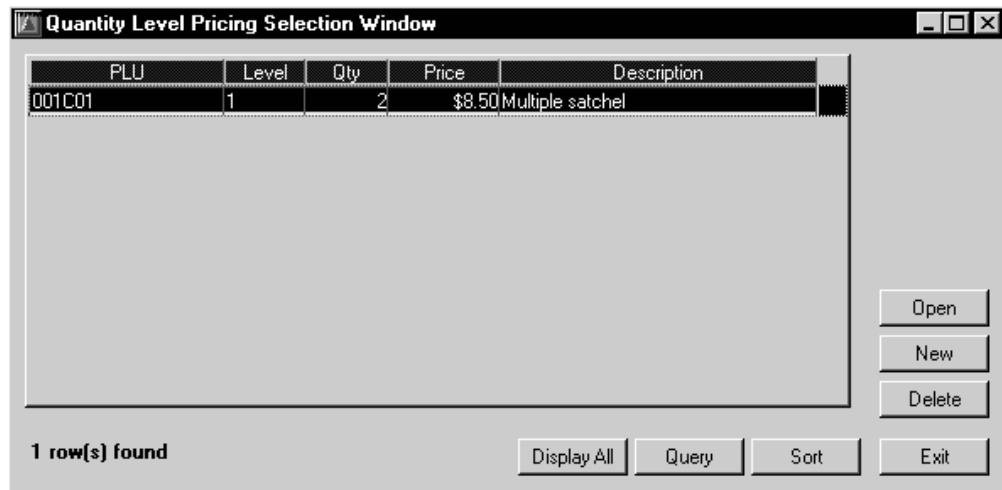 Quantity Level Pricing Selection Window
PLU Level Qty Price Description
001C01 1 2 $8.50 Multiple satchel
Open
New
Delete
1 row(s) found Display All Query Sort Exit